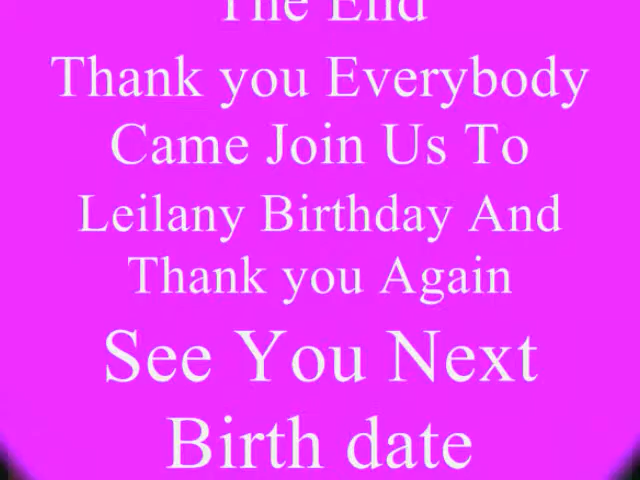 The End
Thank you Everybody
Came Join Us To
Leilany Birthday And
Thank you Again
See You Next
Birth date